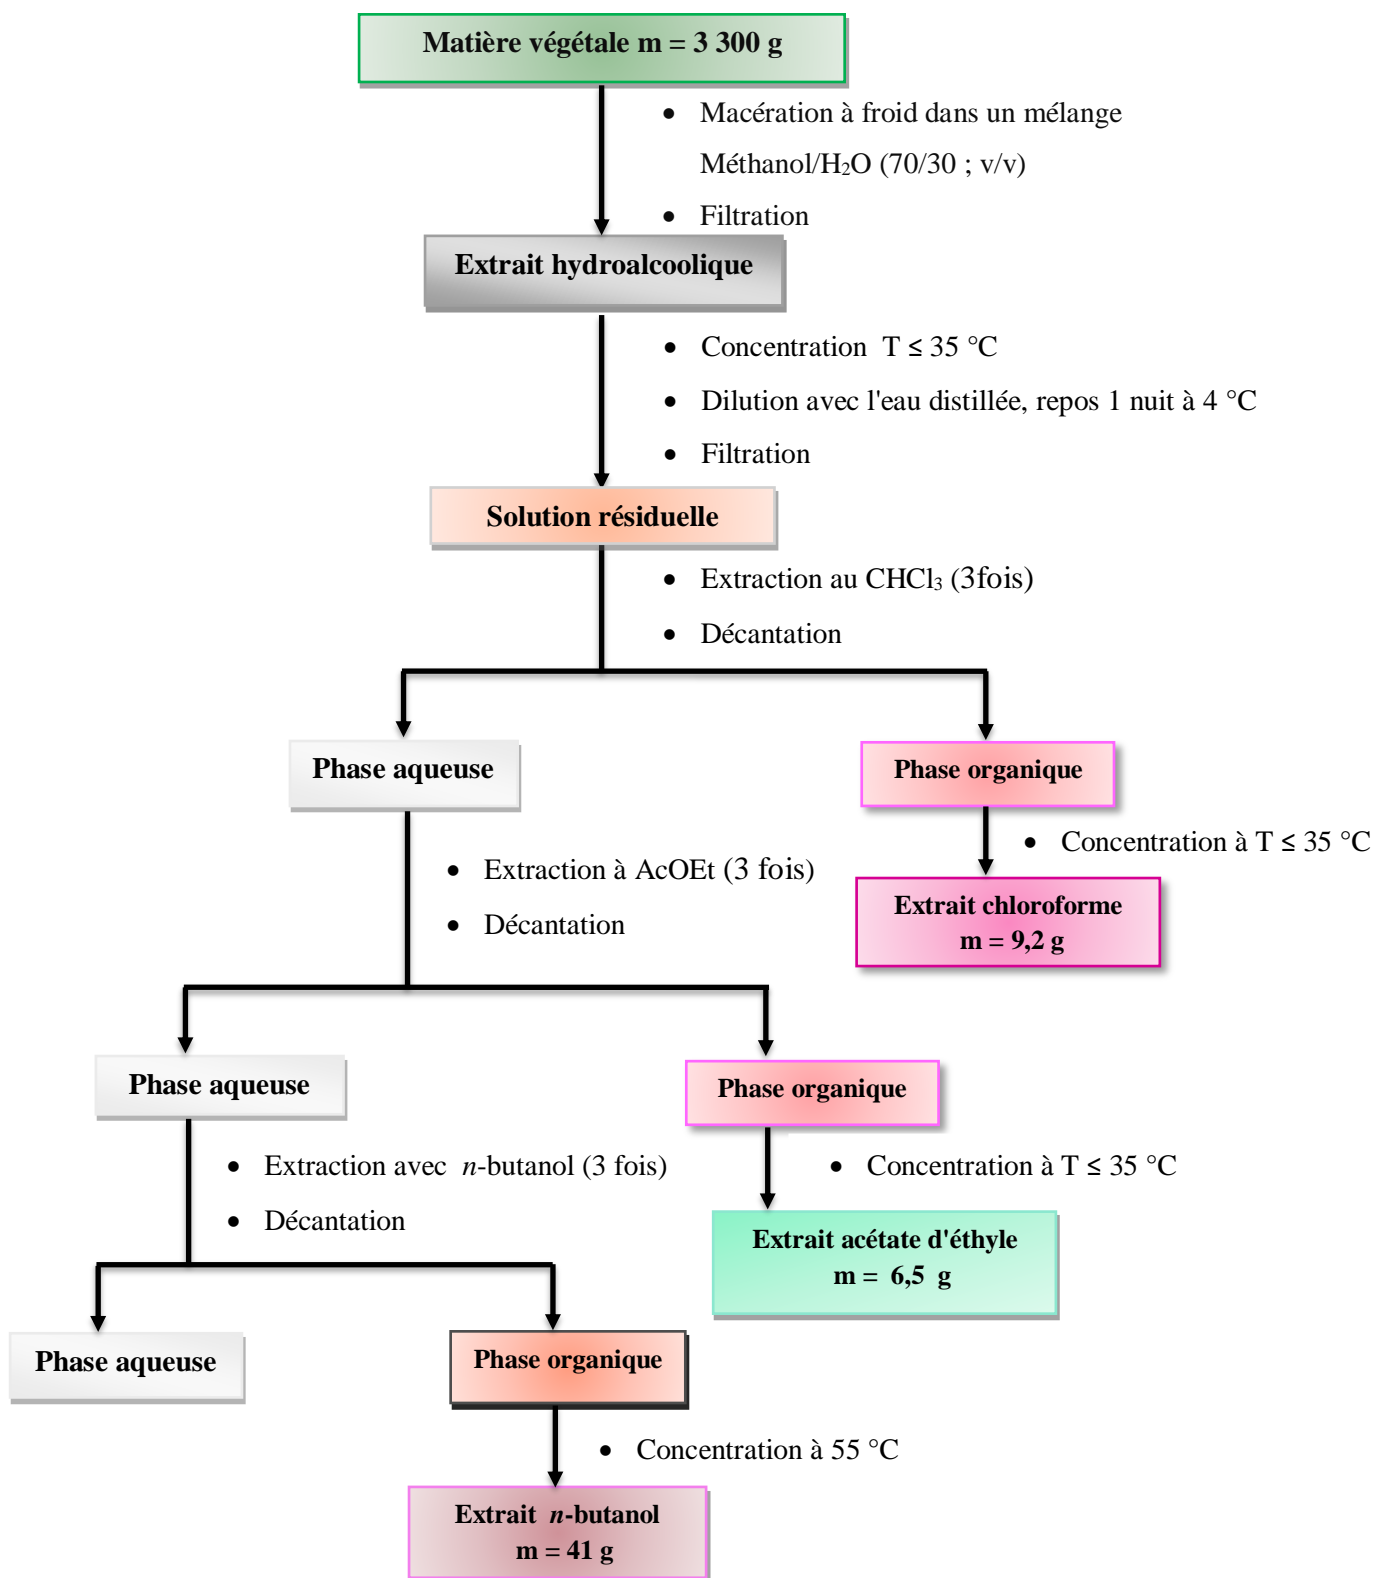 Matière végétale m = 3 300 g
• Macération à froid dans un mélange
Méthanol/H₂O (70/30 ; v/v)
• Filtration
Extrait hydroalcoolique
• Concentration T ≤ 35 °C
• Dilution avec l'eau distillée, repos 1 nuit à 4 °C
• Filtration
Solution résiduelle
• Extraction au CHCl₃ (3fois)
• Décantation
Phase aqueuse
Phase organique
• Concentration à T ≤ 35 °C
• Extraction à AcOEt (3 fois)
• Décantation
Extrait chloroforme
m = 9,2 g
Phase aqueuse
Phase organique
• Extraction avec n-butanol (3 fois)
• Décantation
• Concentration à T ≤ 35 °C
Extrait acétate d'éthyle
m = 6,5 g
Phase aqueuse
Phase organique
• Concentration à 55 °C
Extrait n-butanol
m = 41 g